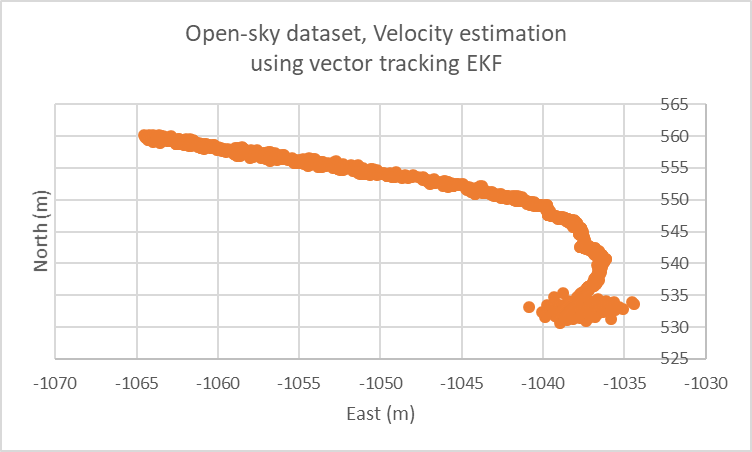 Open-sky dataset, Velocity estimation
using vector tracking EKF
565
560
555
550
545
540
535
530
525
North (m)
-1070 -1065 -1060 -1055 -1050 -1045 -1040 -1035 -1030
East (m)